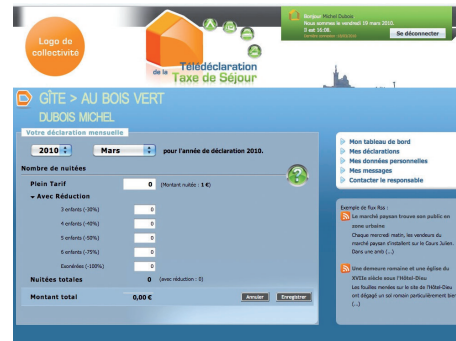 Logo de
collectivité
Télédéclaration
de la Taxe de Séjour
Bonjour Michel Dubois
Nous sommes le vendredi 19 mars 2010.
Il est 16:08.
Se déconnecter
GÎTE > AU BOIS VERT
DUBOIS MICHEL
Votre déclaration mensuelle
2010 Mars pour l'année de déclaration 2010.
Nombre de nuitées
Plein Tarif 0 (Montant nuitée : 1 €)
Avec Réduction
3 enfants (-30%) 0
4 enfants (-40%) 0
5 enfants (-50%) 0
6 enfants (-75%) 0
Exonérées (-100%) 0
Nuitées totales 0 (avec réduction : 0)
Montant total 0,00 € Annuler Enregistrer
Mon tableau de bord
Mes déclarations
Mes données personnelles
Mes messages
Contacter le responsable
Exemple de flux Rss :
Le marché paysan trouve son public en
zone urbaine
Chaque mercredi matin, les vendeurs du
marché paysan s'installent sur le Cours Julien.
Dans une amb (...)
Une demeure romaine et une église du
XVIIe siècle sous l'Hôtel-Dieu
Les fouilles menées sur le site de l'Hôtel-Dieu
ont dégagé un sol romain particulièrement bien
(...)